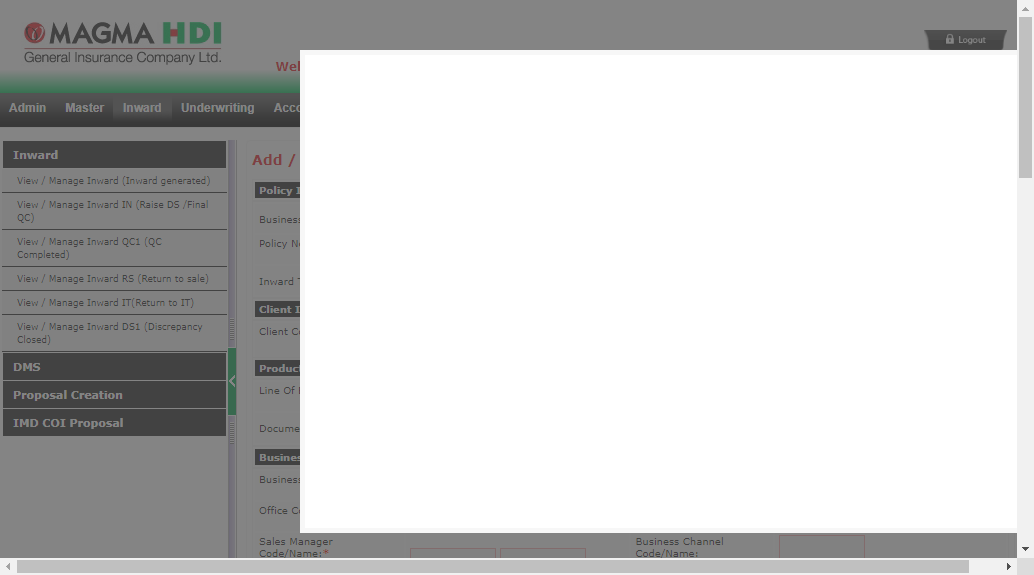 MAGMA HDI
General Insurance Company Ltd.
Logout
Wel
Admin Master Inward Underwriting Acco
Inward
View / Manage Inward (Inward generated)
View / Manage Inward IN (Raise DS /Final
QC)
View / Manage Inward QC1 (QC
Completed)
View / Manage Inward RS (Return to sale)
View / Manage Inward IT(Return to IT)
View / Manage Inward DS1 (Discrepancy
Closed)
DMS
Proposal Creation
IMD COI Proposal
Add /
Policy I
Business
Policy No
Inward T
Client I
Client Co
Product
Line Of
Docume
Busines
Business
Office Co
Sales Manager
Code/Name:*
Business Channel
Code/Name: